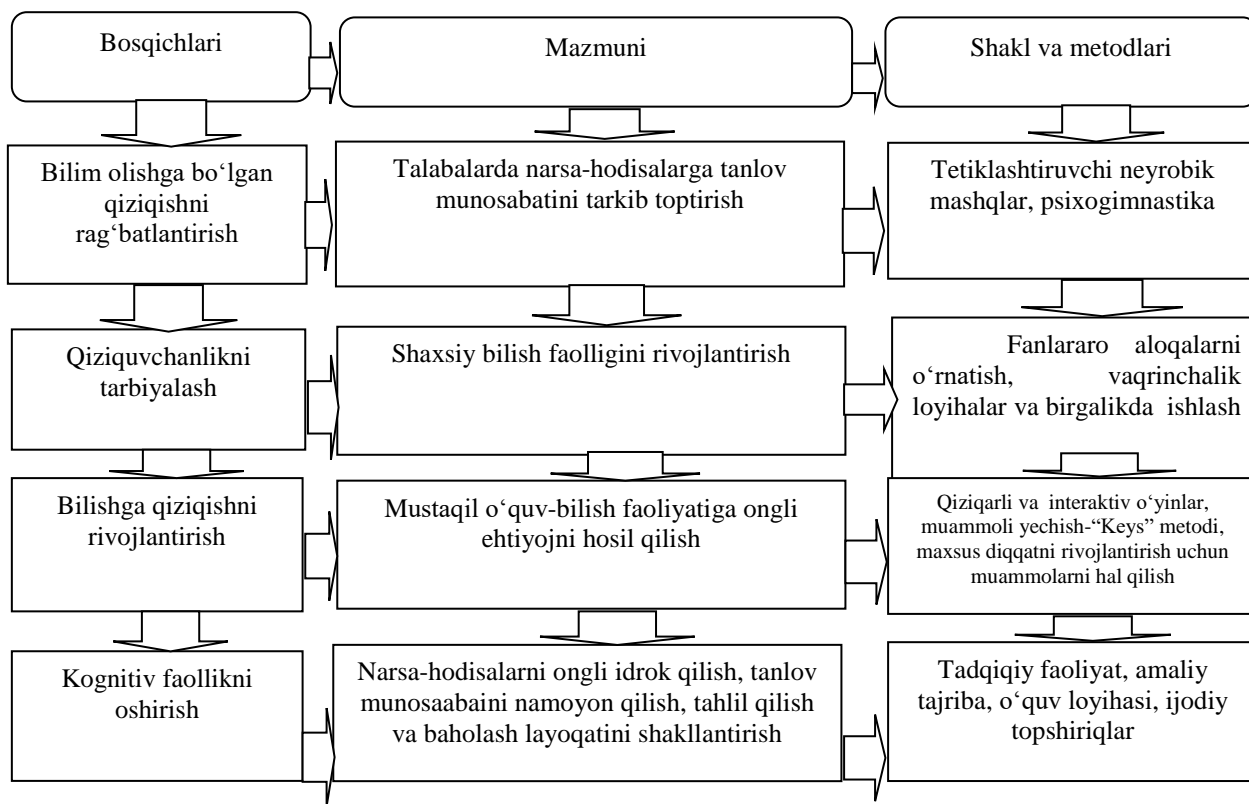 Bosqichlari
Mazmuni
Shakl va metodlari
Bilim olishga bo‘lgan
qiziqishni
rag‘batlantirish
Talabalarda narsa-hodisalarga tanlov
munosabatini tarkib toptirish
Tetiklashtiruvchi neyrobik
mashqlar, psixogimnastika
Qiziquvchanlikni
tarbiyalash
Shaxsiy bilish faolligini rivojlantirish
Fanlararo aloqalarni
o‘rnatish, vaqrinchalik
loyihalar va birgalikda ishlash
Bilishga qiziqishni
rivojlantirish
Mustaqil o‘quv-bilish faoliyatiga ongli
ehtiyojni hosil qilish
Qiziqarli va interaktiv o‘yinlar,
muammoli yechish-“Keys” metodi,
maxsus diqqatni rivojlantirish uchun
muammolarni hal qilish
Kognitiv faollikni
oshirish
Narsa-hodisalarni ongli idrok qilish, tanlov
munosaabaini namoyon qilish, tahlil qilish
va baholash layoqatini shakllantirish
Tadqiqiy faoliyat, amaliy
tajriba, o‘quv loyihasi, ijodiy
topshiriqlar